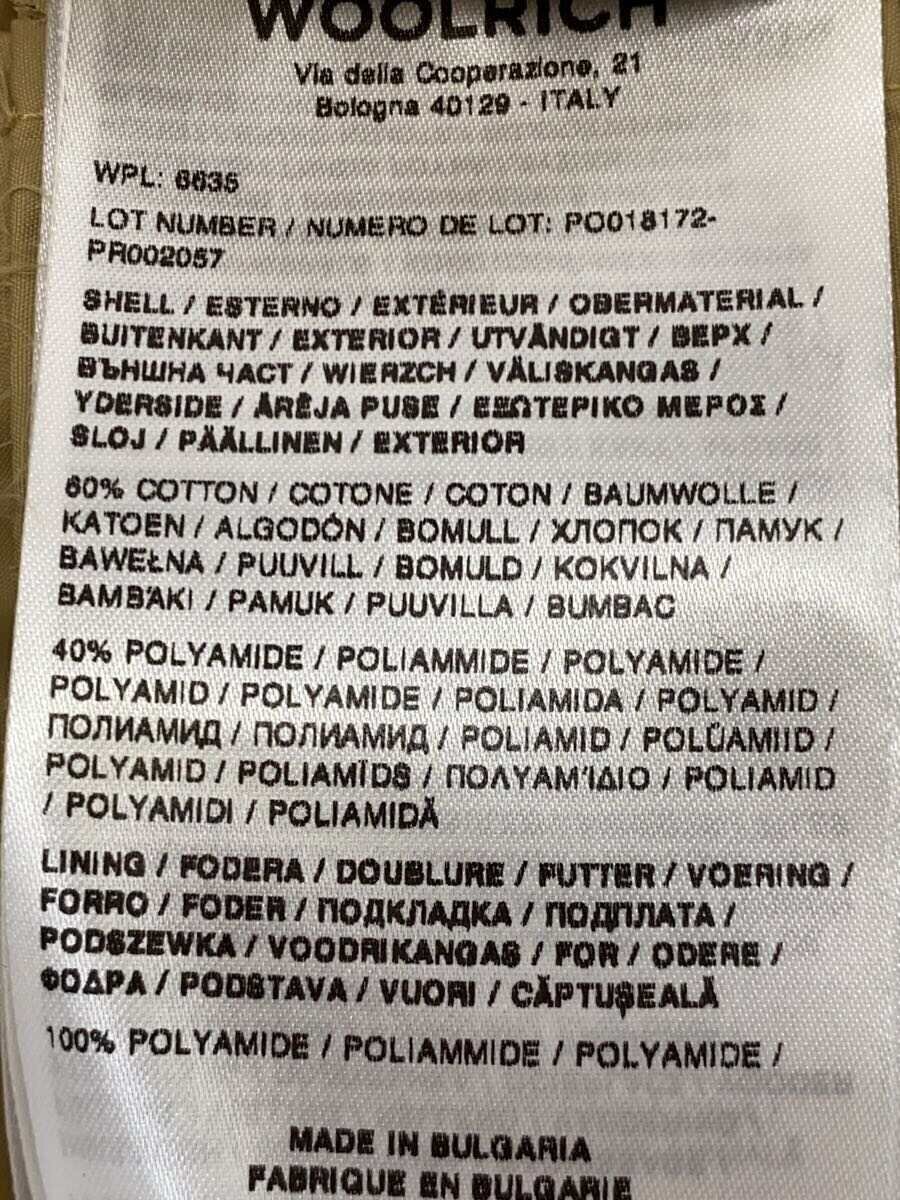 WOOLRICH
Via della Cooperazione, 21
Bologna 40129 - ITALY
WPL: 6635
LOT NUMBER / NUMERO DE LOT: PO018172-
PR002057
SHELL / ESTERNO / EXTÉRIEUR / OBERMATERIAL /
BUITENKANT / EXTERIOR / UTVÄNDIGT / ВЕРХ /
ВЪНШНА ЧАСТ / WIERZCH / VÄLISKANGAS /
YDERSIDE / ĀRĒJA PUSE / ΕΞΩΤΕΡΙΚΟ ΜΕΡΟΣ /
SLOJ / PÄÄLLINEN / EXTERIOR
60% COTTON / COTONE / COTON / BAUMWOLLE /
KATOEN / ALGODÓN / BOMULL / ХЛОПОК / ПАМУК /
BAWEŁNA / PUUVILL / BOMULD / KOKVILNA /
BAMBΆKI / PAMUK / PUUVILLA / BUMBAC
40% POLYAMIDE / POLIAMMIDE / POLYAMIDE /
POLYAMID / POLYAMIDE / POLIAMIDA / POLYAMID /
ПОЛИАМИД / ПОЛИАМИД / POLIAMID / POLÜAMIID /
POLYAMID / POLIAMĪDS / ΠΟΛΥΑΜΊΔΙΟ / POLIAMID
/ POLYAMIDI / POLIAMIDĂ
LINING / FODERA / DOUBLURE / FUTTER / VOERING /
FORRO / FODER / ПОДКЛАДКА / ПОДПЛАТА /
PODSZEWKA / VOODRIKANGAS / FOR / ODERE /
ΦΟΔΡΑ / PODSTAVA / VUORI / CĂPTUȘEALĂ
100% POLYAMIDE / POLIAMMIDE / POLYAMIDE /
MADE IN BULGARIA
FABRIQUE EN BULGARIE